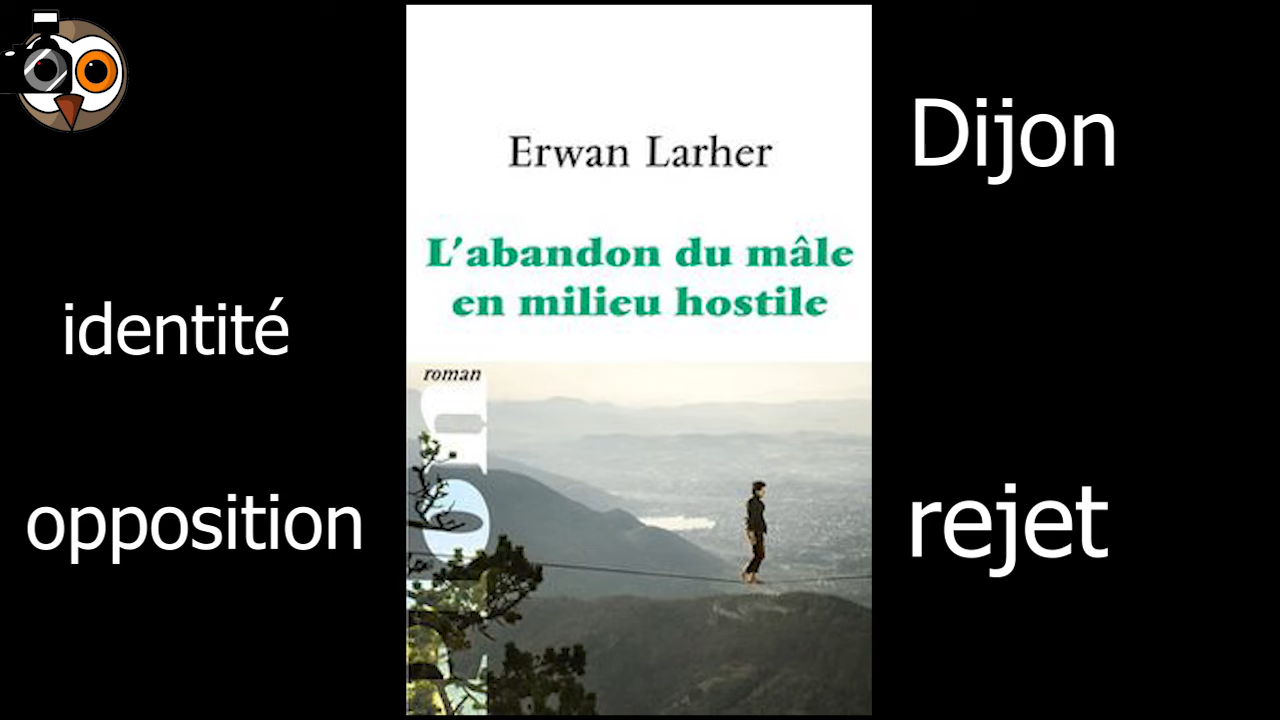 Dijon
Erwan Larher
L'abandon du mâle
en milieu hostile
identité
roman
opposition
rejet